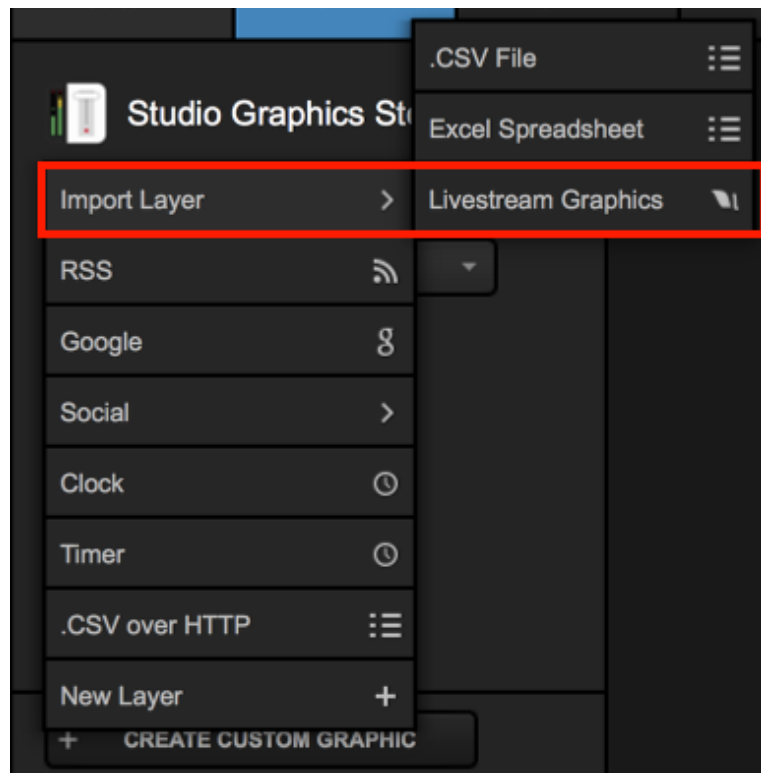 Studio Graphics St
Import Layer
RSS
Google
Social
Clock
Timer
.CSV over HTTP
New Layer
.CSV File
Excel Spreadsheet
Livestream Graphics
+ CREATE CUSTOM GRAPHIC